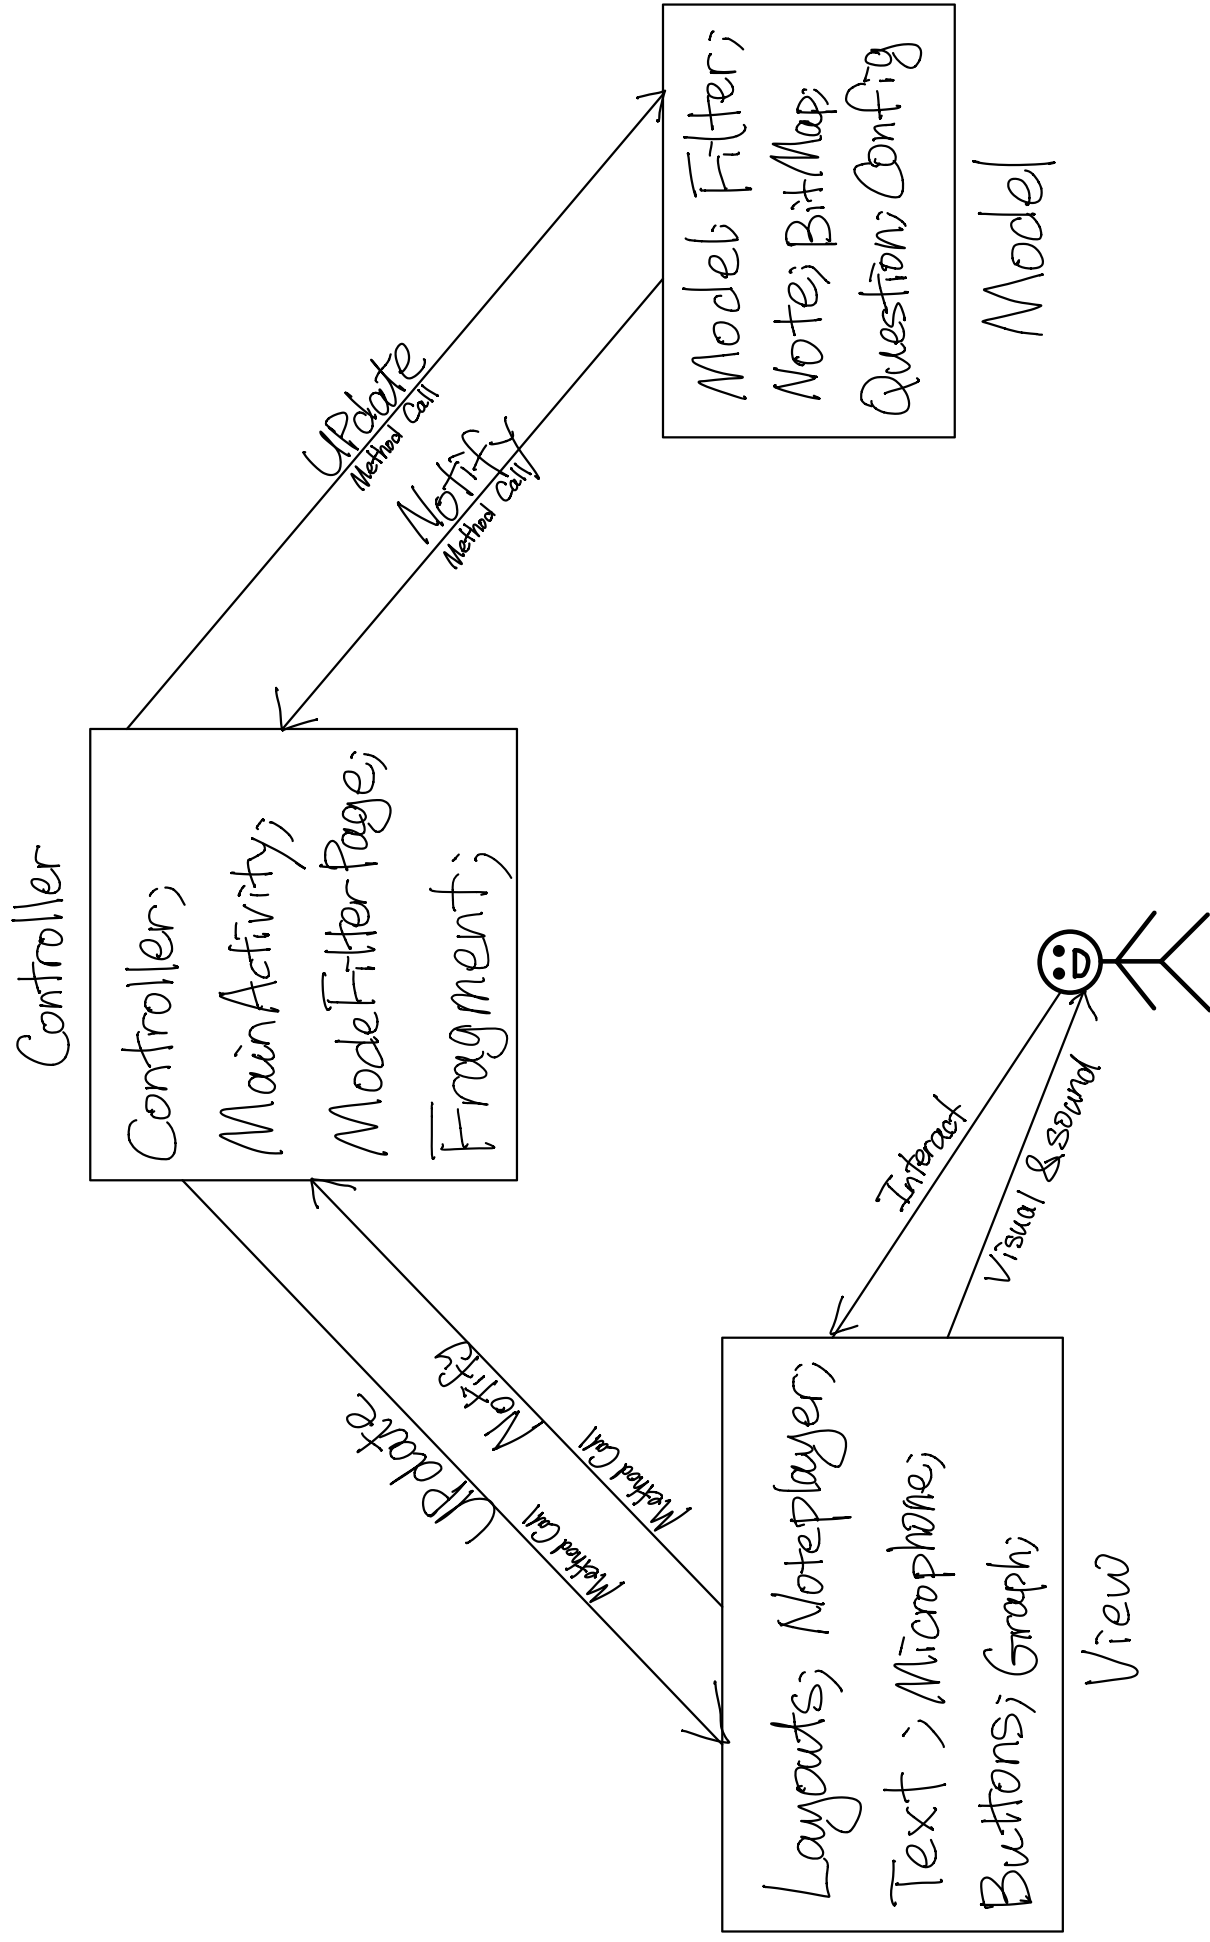 Controller
Controller;
MainActivity;
ModeFilterPage;
Fragment;
UPdate
Method Call
Notify
Method Call
UPdate
Method Call
Notify
Method Call
Layouts; Noteplayer;
Text; Microphone;
Buttons; Graph;
View
Interact
Visual & sound
Model; Filter;
Note; BitMap;
Question; Config
Model